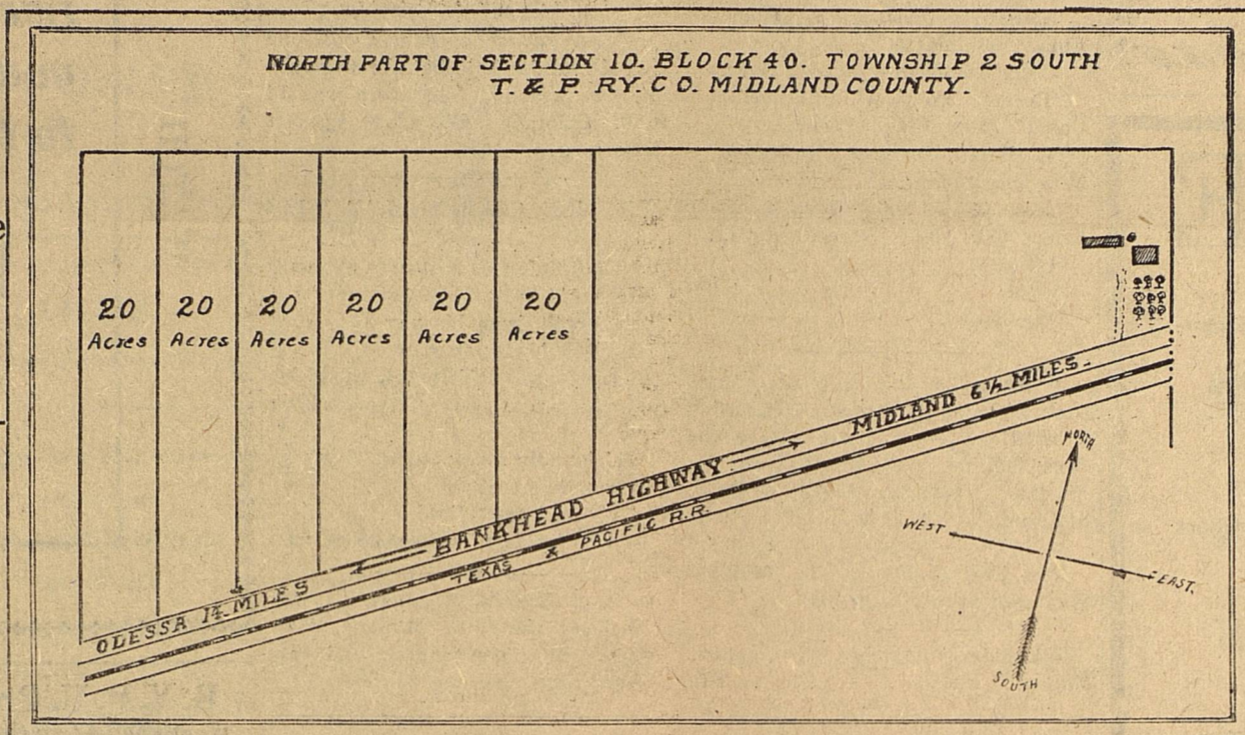 NORTH PART OF SECTION 10. BLOCK 40. TOWNSHIP 2 SOUTH
T. & P. RY. CO. MIDLAND COUNTY.
20 Acres
20 Acres
20 Acres
20 Acres
20 Acres
20 Acres
MIDLAND 6½ MILES
BANKHEAD HIGHWAY
ODESSA 14 MILES
TEXAS & PACIFIC R.R.
NORTH
WEST
EAST.
SOUTH